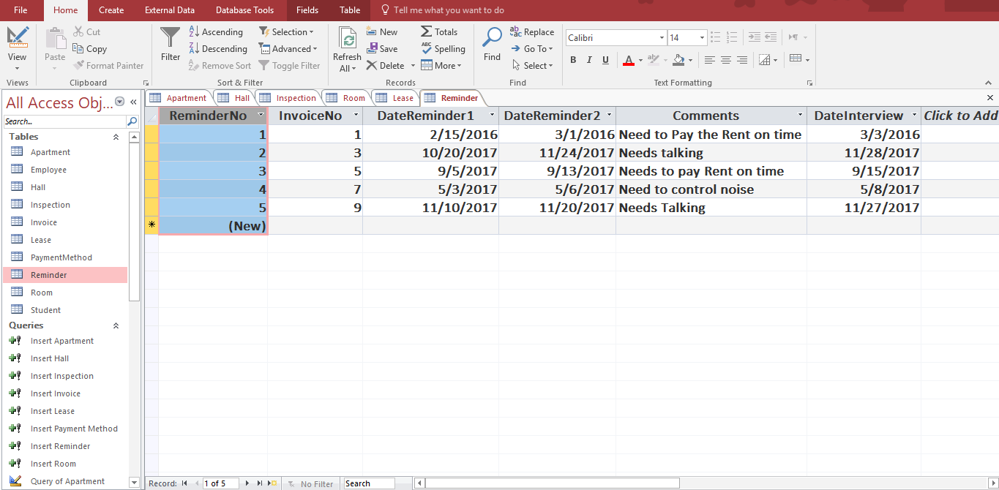 File Home Create External Data Database Tools Fields Table Tell me what you want to do
View
Views
Paste
Cut
Copy
Format Painter
Clipboard
Filter
Ascending
Descending
Remove Sort
Selection
Advanced
Toggle Filter
Sort & Filter
Refresh
All
New
Save
Delete
Totals
Spelling
More
Records
Find
Replace
Go To
Select
Find
Calibri 14
B I U A
Text Formatting
All Access Obj...
Search...
Tables
Apartment
Employee
Hall
Inspection
Invoice
Lease
PaymentMethod
Reminder
Room
Student
Queries
Insert Apartment
Insert Hall
Insert Inspection
Insert Invoice
Insert Lease
Insert Payment Method
Insert Reminder
Insert Room
Query of Apartment
Apartment Hall Inspection Room Lease Reminder
ReminderNo InvoiceNo DateReminder1 DateReminder2 Comments DateInterview Click to Add
1 1 2/15/2016 3/1/2016 Need to Pay the Rent on time 3/3/2016
2 3 10/20/2017 11/24/2017 Needs talking 11/28/2017
3 5 9/5/2017 9/13/2017 Needs to pay Rent on time 9/15/2017
4 7 5/3/2017 5/6/2017 Need to control noise 5/8/2017
5 9 11/10/2017 11/20/2017 Needs Talking 11/27/2017
* (New)
Record: 1 of 5 No Filter Search